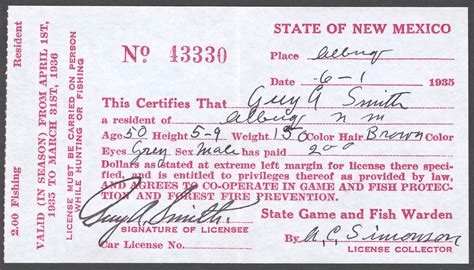 Resident
2.00 Fishing
VALID (IN SEASON) FROM APRIL 1ST,
1935 TO MARCH 31ST, 1936
LICENSE MUST BE CARRIED ON PERSON
WHILE HUNTING OR FISHING
STATE OF NEW MEXICO
No 43330
Place Albuq
Date 6-1 1935
This Certifies That Guy A Smith
a resident of Albuq n m
Age 50 Height 5-9 Weight 150 Color Hair Brown
Eyes Grey Sex Male has paid 200
Dollars as stated at extreme left margin for license there speci-
fied, and is entitled to privileges thereof as provided by law,
AND AGREES TO CO-OPERATE IN GAME AND FISH PROTEC-
TION AND FOREST FIRE PREVENTION.
Guy A. Smith
SIGNATURE OF LICENSEE
Car License No.
State Game and Fish Warden
By A.C. Simonson
LICENSE COLLECTOR